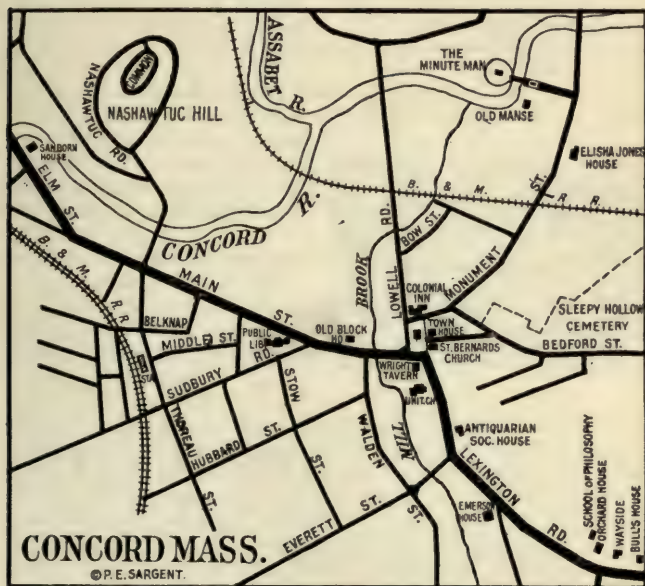 ASSABET
R.
THE
MINUTE MAN
NASHAWTUC
RD.
COMMON
NASHAWTUC HILL
OLD MANSE
SANBORN
HOUSE
ELISHA JONES
HOUSE
ELM ST.
B. & M. R. R.
CONCORD
R.
RD.
BOW ST.
MONUMENT
ST.
B. & M.
R R
MAIN
ST.
BROOK
LOWELL
COLONIAL
INN
SLEEPY HOLLOW
CEMETERY
BELKNAP
MIDDLE ST.
PUBLIC
LIB.
OLD BLOCK
HO.
TOWN
HOUSE
BEDFORD ST.
ST. BERNARDS
CHURCH
STA.
SUDBURY
RD.
WRIGHT
TAVERN
UNIT. CH.
THOREAU
ST.
HUBBARD
ST.
STOW
ST.
WALDEN
ST.
MILL
ANTIQUARIAN
SOC. HOUSE
LEXINGTON
RD.
SCHOOL OF PHILOSOPHY
ORCHARD HOUSE
WAYSIDE
BULL'S HOUSE
EMERSON
HOUSE
EVERETT
ST.
CONCORD MASS.
© P. E. SARGENT.